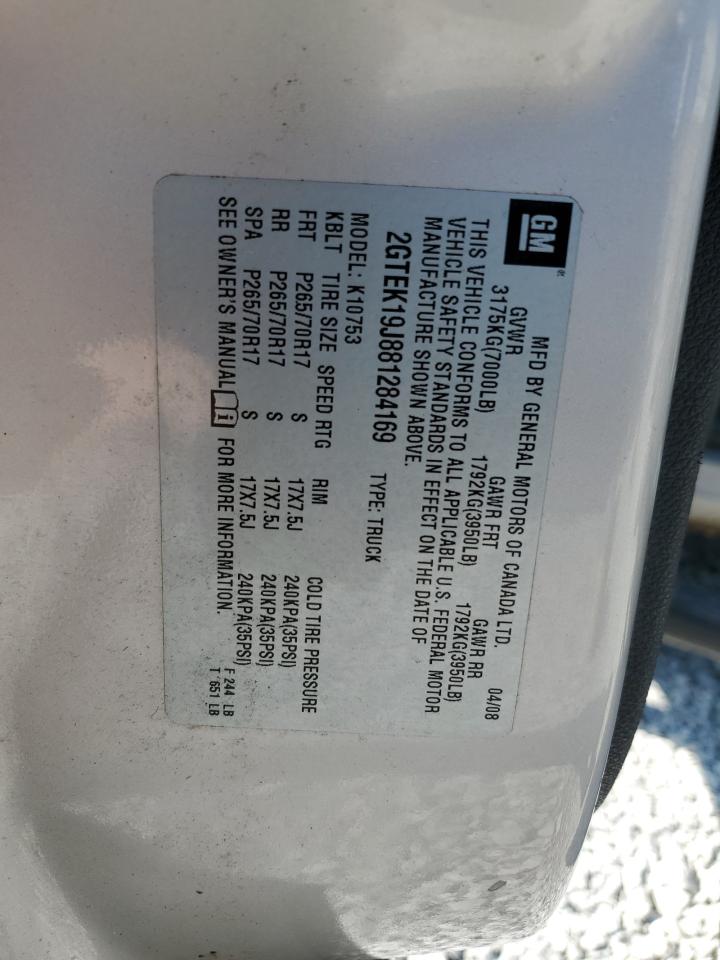 GM
MFD BY GENERAL MOTORS OF CANADA LTD. 04/08
GVWR GAWR FRT GAWR RR
3175KG(7000LB) 1792KG(3950LB) 1792KG(3950LB)
THIS VEHICLE CONFORMS TO ALL APPLICABLE U.S. FEDERAL MOTOR
VEHICLE SAFETY STANDARDS IN EFFECT ON THE DATE OF
MANUFACTURE SHOWN ABOVE.
2GTEK19J881284169 TYPE: TRUCK
MODEL: K10753
KBLT TIRE SIZE SPEED RTG RIM COLD TIRE PRESSURE
FRT P265/70R17 S 17X7.5J 240KPA(35PSI)
RR P265/70R17 S 17X7.5J 240KPA(35PSI)
SPA P265/70R17 S 17X7.5J 240KPA(35PSI)
SEE OWNER'S MANUAL i FOR MORE INFORMATION.
F 244 LB
T 651 LB